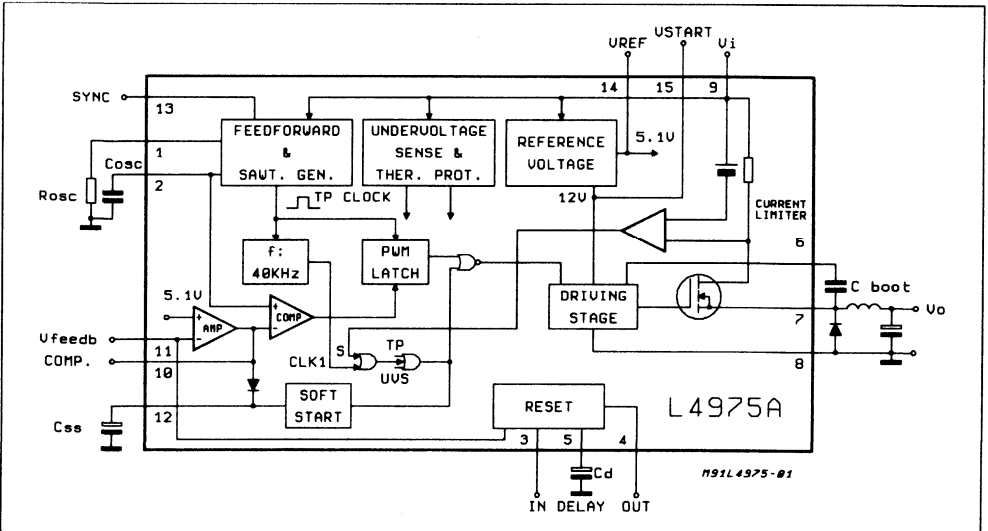 VREF
VSTART
Vi
14
15
9
SYNC
13
FEEDFORWARD
&
SAWT. GEN.
UNDERVOLTAGE
SENSE &
THER. PROT.
REFERENCE
VOLTAGE
5.1V
1
Cosc
2
Rosc
TP CLOCK
12V
CURRENT
LIMITER
6
f:
40KHz
PWM
LATCH
C boot
5.1V
+
AMP
-
+
COMP
-
DRIVING
STAGE
7
Vo
Vfeedb
11
COMP.
10
S
TP
CLK1
UVS
8
SOFT
START
RESET
L4975A
12
Css
3
5
4
Cd
M91L4975-01
IN
DELAY
OUT